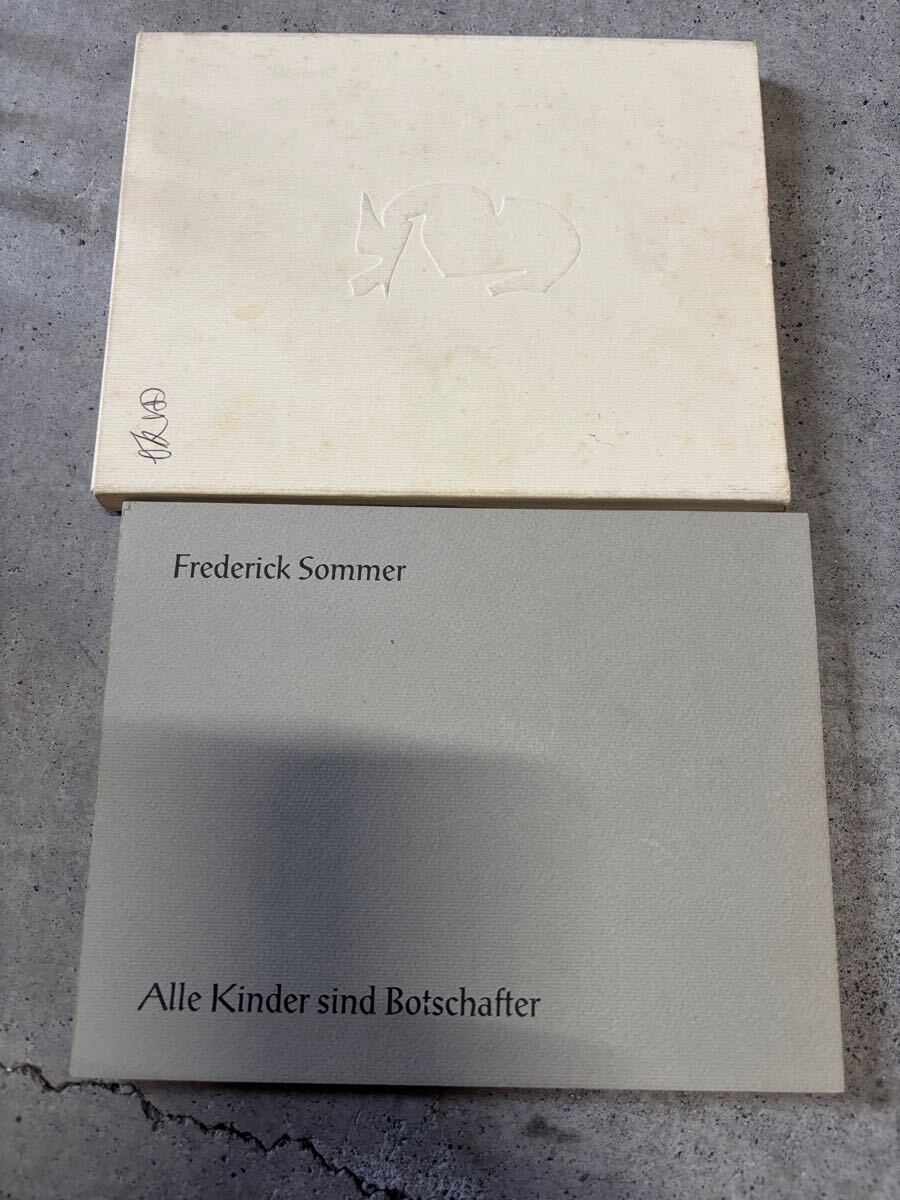 Frederick Sommer
Alle Kinder sind Botschafter